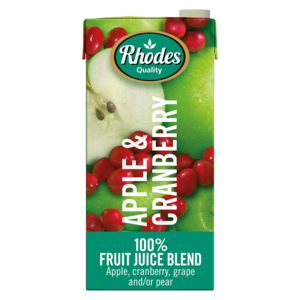 Rhodes
Quality
APPLE &
CRANBERRY
100%
FRUIT JUICE BLEND
Apple, cranberry, grape
and/or pear